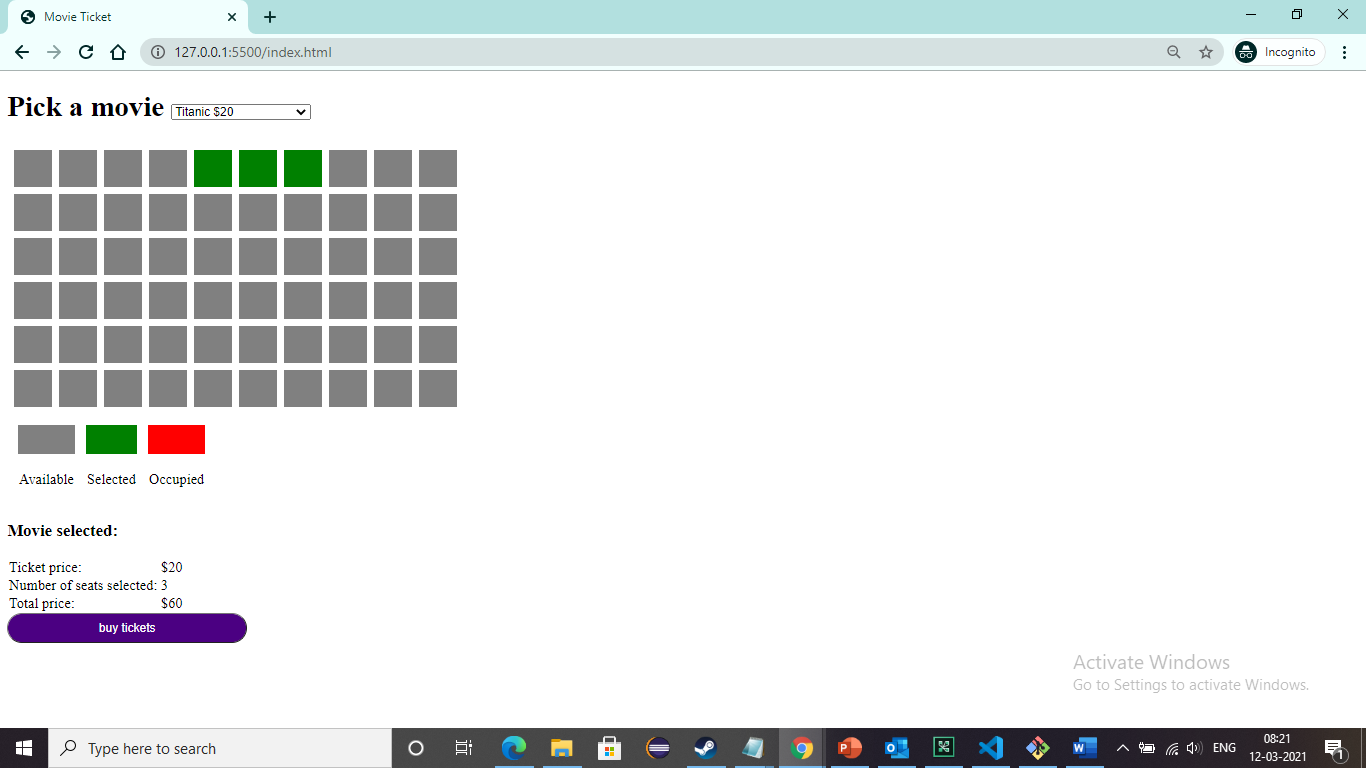 Movie Ticket
127.0.0.1:5500/index.html
Incognito
Pick a movie Titanic $20
Available Selected Occupied
Movie selected:
Ticket price: $20
Number of seats selected: 3
Total price: $60
buy tickets
Activate Windows
Go to Settings to activate Windows.
Type here to search
ENG
08:21
12-03-2021
1